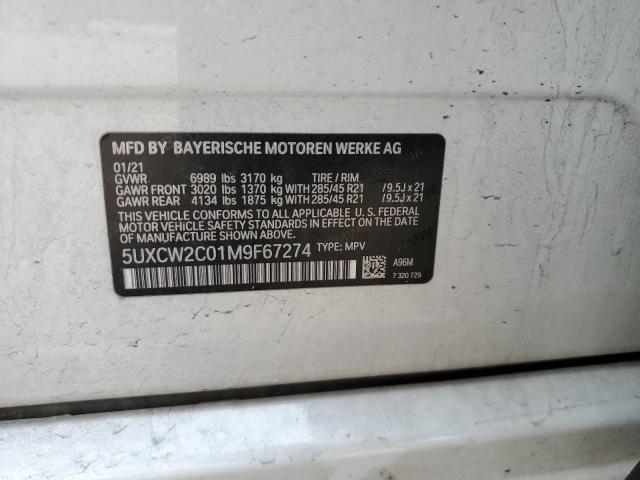 MFD BY BAYERISCHE MOTOREN WERKE AG
01/21
GVWR 6989 lbs 3170 kg TIRE / RIM
GAWR FRONT 3020 lbs 1370 kg WITH 285/45 R21 / 9.5J x 21
GAWR REAR 4134 lbs 1875 kg WITH 285/45 R21 / 9.5J x 21
THIS VEHICLE CONFORMS TO ALL APPLICABLE U. S. FEDERAL
MOTOR VEHICLE SAFETY STANDARDS IN EFFECT ON THE
DATE OF MANUFACTURE SHOWN ABOVE.
5UXCW2C01M9F67274 TYPE: MPV
A96M
7 320 729